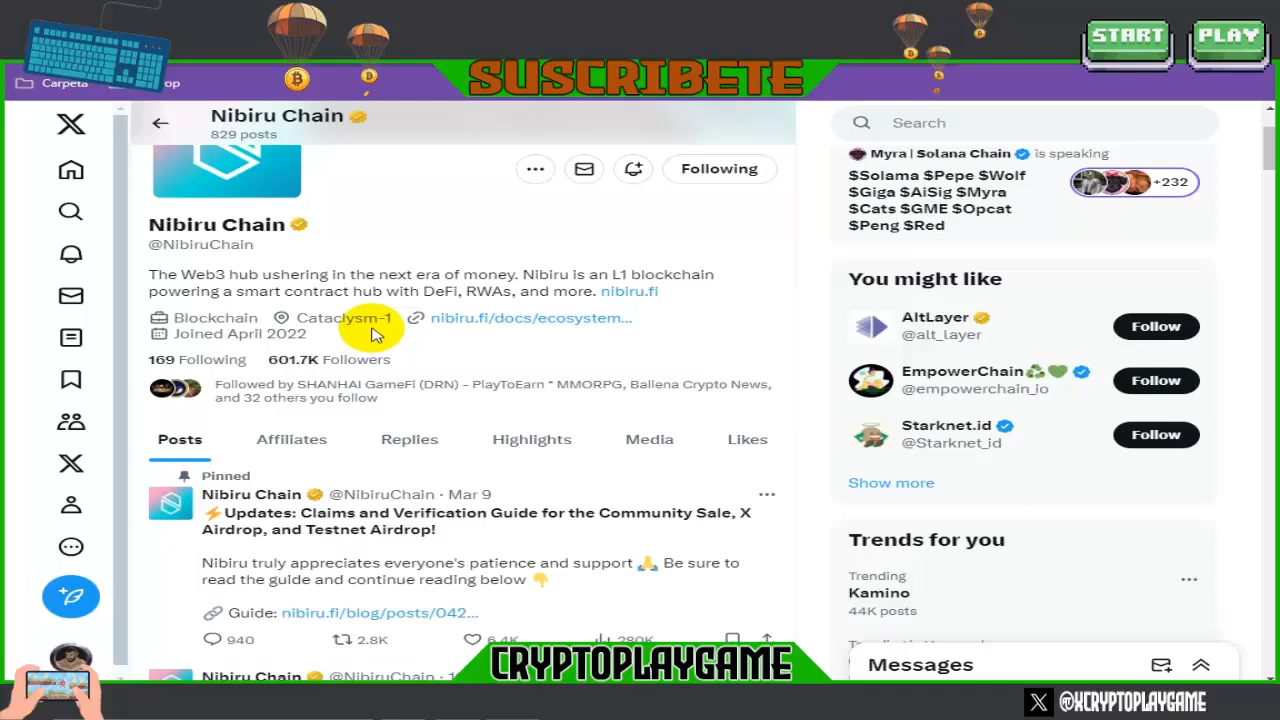 START
PLAY
SUSCRIBETE
Carpeta
op
Nibiru Chain
829 posts
Following
Nibiru Chain
@NibiruChain
The Web3 hub ushering in the next era of money. Nibiru is an L1 blockchain
powering a smart contract hub with DeFi, RWAs, and more. nibiru.fi
Blockchain Cataclysm-1 nibiru.fi/docs/ecosystem...
Joined April 2022
169 Following 601.7K Followers
Followed by SHANHAI GameFi (DRN) - PlayToEarn * MMORPG, Ballena Crypto News,
and 32 others you follow
Posts Affiliates Replies Highlights Media Likes
Pinned
Nibiru Chain @NibiruChain · Mar 9
⚡Updates: Claims and Verification Guide for the Community Sale, X
Airdrop, and Testnet Airdrop!
Nibiru truly appreciates everyone's patience and support 🙏 Be sure to
read the guide and continue reading below 👇
🔗 Guide: nibiru.fi/blog/posts/042...
940 2.8K 6.4K 280K
Nibiru Chain @NibiruChain
Search
Myra | Solana Chain is speaking
$Solama $Pepe $Wolf
$Giga $AiSig $Myra
$Cats $GME $Opcat
$Peng $Red
+232
You might like
AltLayer
@alt_layer
Follow
EmpowerChain♻💚
@empowerchain_io
Follow
Starknet.id
@Starknet_id
Follow
Show more
Trends for you
Trending
Kamino
44K posts
Messages
CRYPTOPLAYGAME
X @XCRYPTOPLAYGAME